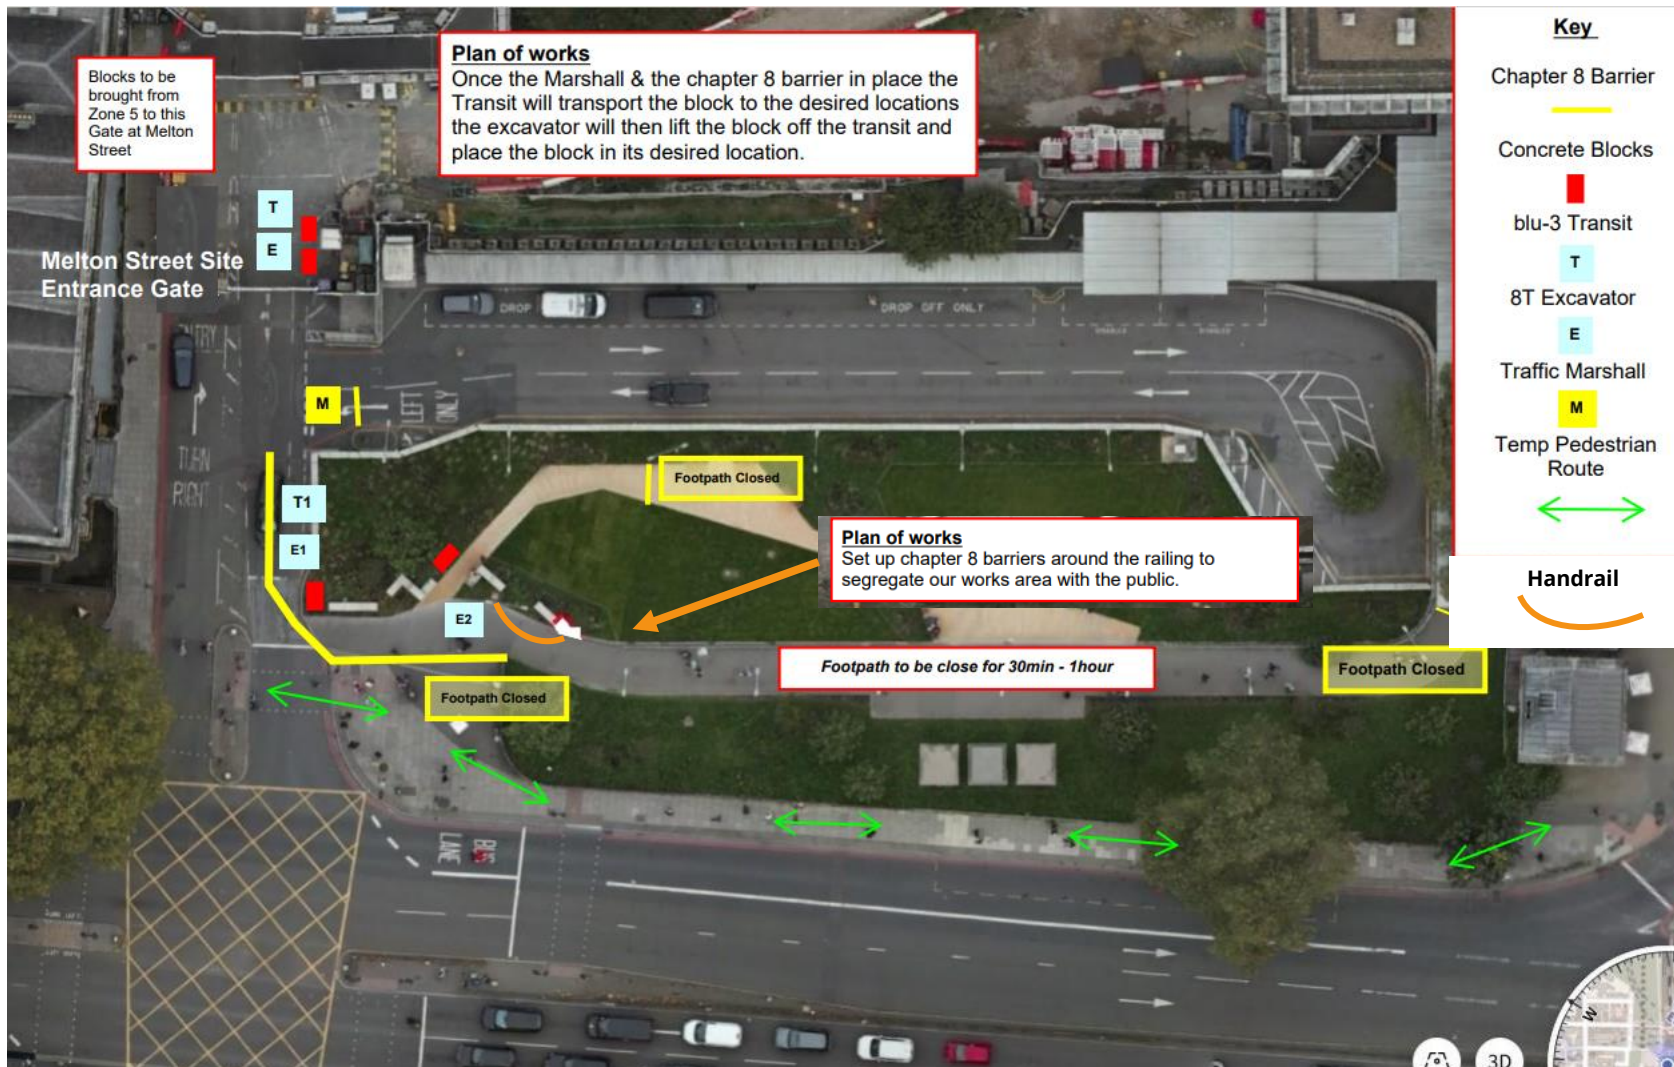 Blocks to be
brought from
Zone 5 to this
Gate at Melton
Street
Plan of works
Once the Marshall & the chapter 8 barrier in place the
Transit will transport the block to the desired locations
the excavator will then lift the block off the transit and
place the block in its desired location.
Key
Chapter 8 Barrier
Concrete Blocks
blu-3 Transit
T
8T Excavator
E
Traffic Marshall
M
Temp Pedestrian
Route
Handrail
T
E
Melton Street Site
Entrance Gate
DROP
DROP OFF ONLY
ENTRY
M
LEFT
ONLY
TURN
RIGHT
Footpath Closed
T1
E1
Plan of works
Set up chapter 8 barriers around the railing to
segregate our works area with the public.
E2
Footpath to be close for 30min - 1hour
Footpath Closed
Footpath Closed
BUS
LANE
W
3D